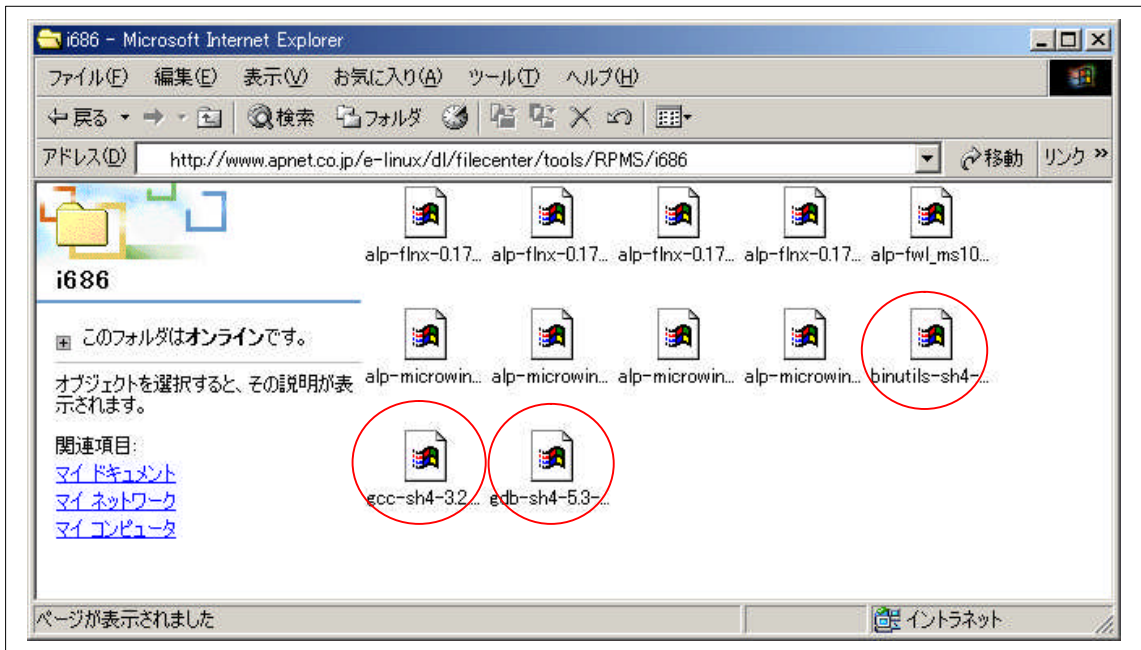 i686 - Microsoft Internet Explorer
ファイル(F) 編集(E) 表示(V) お気に入り(A) ツール(T) ヘルプ(H)
戻る 検索 フォルダ
アドレス(D) http://www.apnet.co.jp/e-linux/dl/filecenter/tools/RPMS/i686 移動 リンク »
i686
このフォルダはオンラインです。
オブジェクトを選択すると、その説明が表
示されます。
関連項目:
マイ ドキュメント
マイ ネットワーク
マイ コンピュータ
alp-flnx-0.17... alp-flnx-0.17... alp-flnx-0.17... alp-flnx-0.17... alp-fwl_ms10...
alp-microwin... alp-microwin... alp-microwin... alp-microwin... binutils-sh4-...
gcc-sh4-3.2... gdb-sh4-5.3-...
ページが表示されました イントラネット